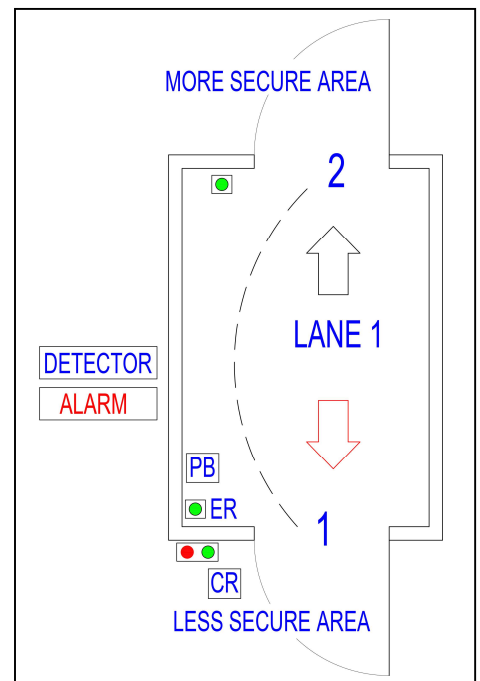 MORE SECURE AREA
2
LANE 1
DETECTOR
ALARM
PB
ER
1
CR
LESS SECURE AREA